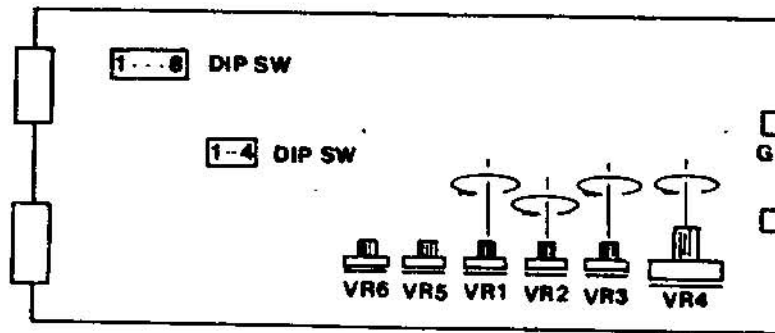 1---8 DIP SW
1--4 DIP SW
G
VR6 VR5 VR1 VR2 VR3 VR4